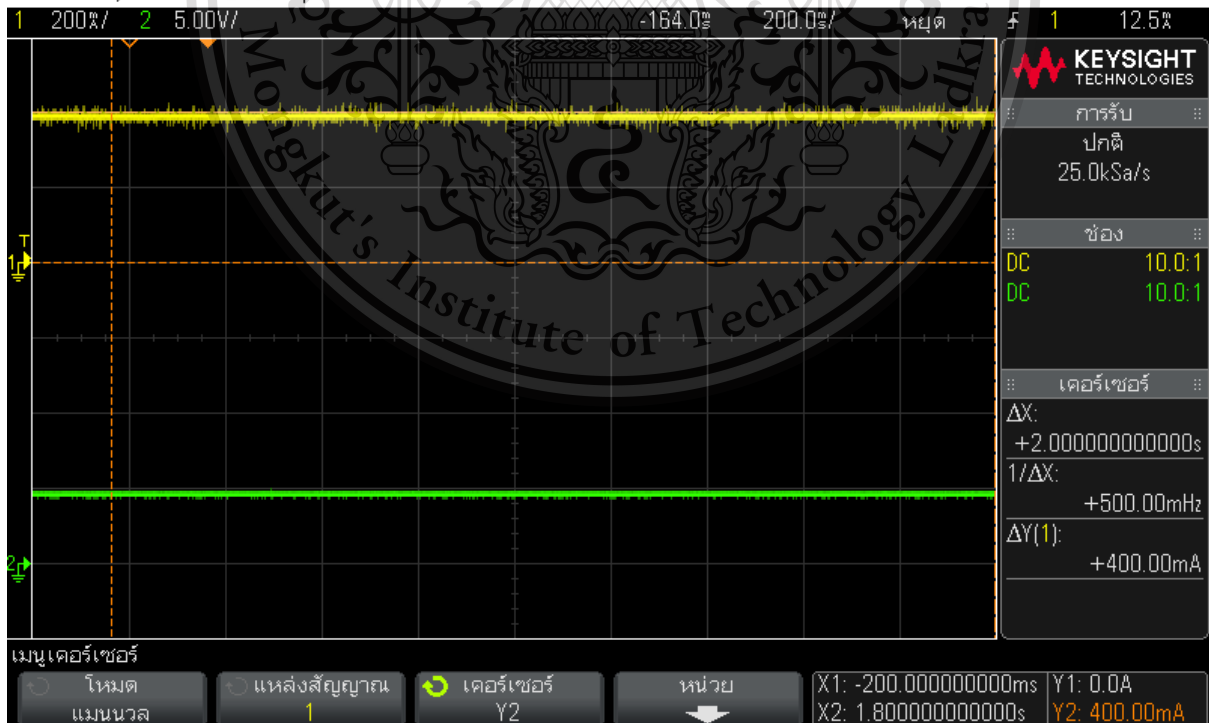 1 200㎃/ 2 5.00V/ -164.0㎳ 200.0㎳/ หยุด 1 12.5㎃
KEYSIGHT
TECHNOLOGIES
การรับ
ปกติ
25.0kSa/s
ช่อง
DC 10.0:1
DC 10.0:1
เคอร์เซอร์
ΔX:
+2.000000000000s
1/ΔX:
+500.00mHz
ΔY(1):
+400.00mA
T
1
2
Mongkut's Institute of Technology Ladkra
เมนูเคอร์เซอร์
โหมด
แมนนวล
แหล่งสัญญาณ
1
เคอร์เซอร์
Y2
หน่วย
X1: -200.000000000ms
X2: 1.800000000000s
Y1: 0.0A
Y2: 400.00mA